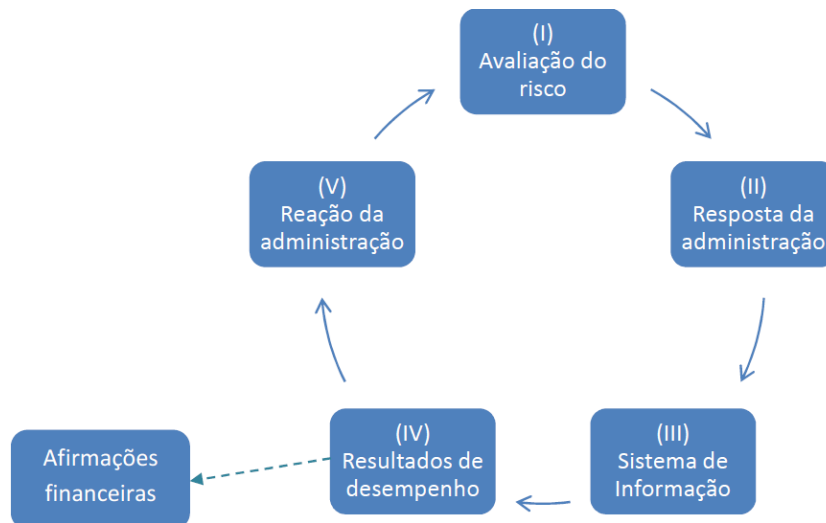 (I)
Avaliação do
risco
(V)
Reação da
administração
(II)
Resposta da
administração
Afirmações
financeiras
(IV)
Resultados de
desempenho
(III)
Sistema de
Informação